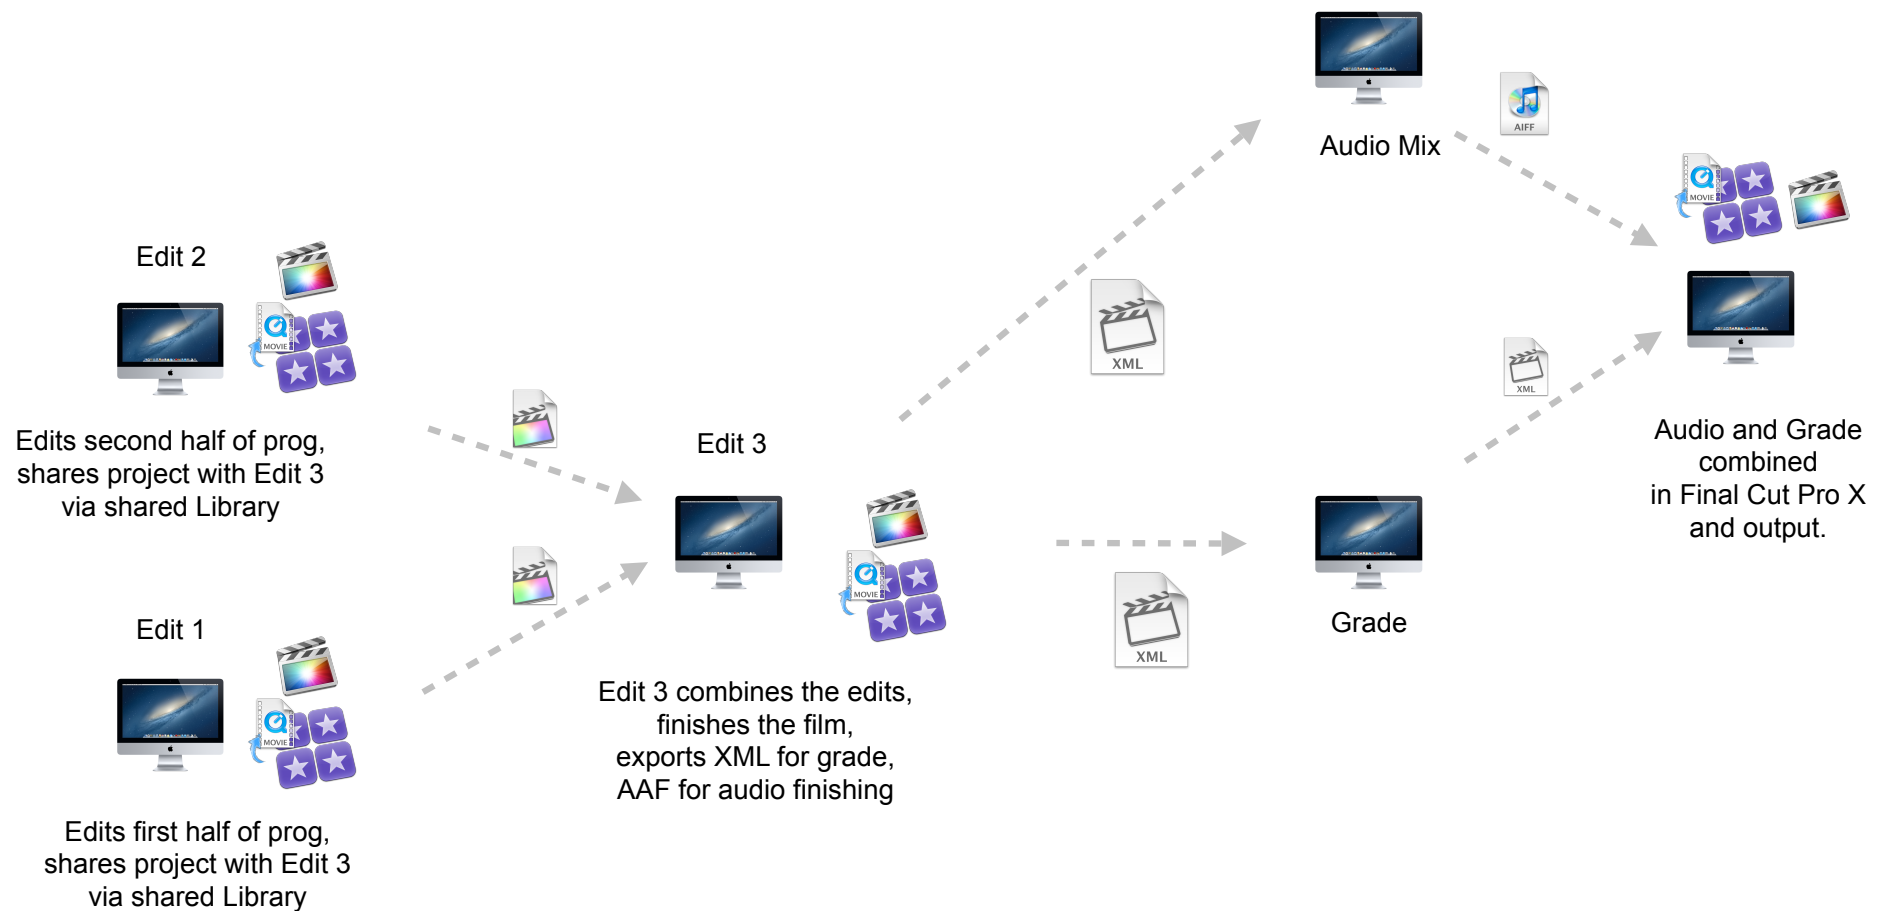 Audio Mix
AIFF
MOVIE
Edit 2
MOVIE
Edits second half of prog,
shares project with Edit 3
via shared Library
XML
XML
Edit 3
MOVIE
Audio and Grade
combined
in Final Cut Pro X
and output.
XML
Grade
Edit 1
MOVIE
Edit 3 combines the edits,
finishes the film,
exports XML for grade,
AAF for audio finishing
Edits first half of prog,
shares project with Edit 3
via shared Library